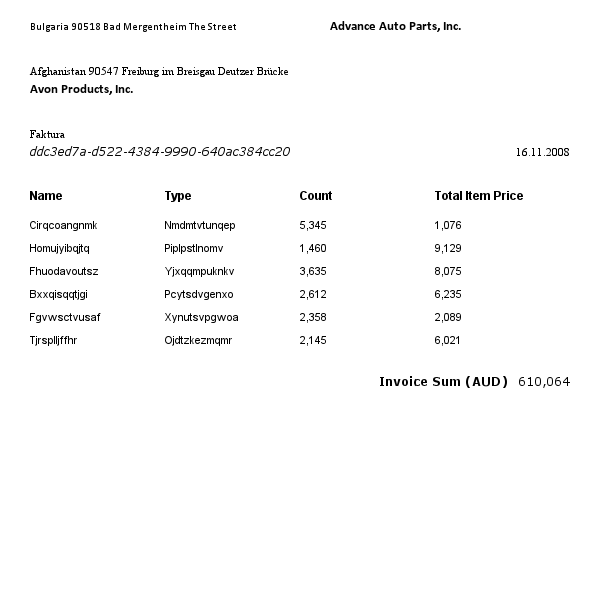 Bulgaria 90518 Bad Mergentheim The Street Advance Auto Parts, Inc.
Afghanistan 90547 Freiburg im Breisgau Deutzer Brücke
Avon Products, Inc.
Faktura
ddc3ed7a-d522-4384-9990-640ac384cc20 16.11.2008
Name Type Count Total Item Price
Cirqcoangnmk Nmdmtvtunqep 5,345 1,076
Homujyibqjtq Piplpstlnomv 1,460 9,129
Fhuodavoutsz Yjxqqmpuknkv 3,635 8,075
Bxxqisqqtjgi Pcytsdvgenxo 2,612 6,235
Fgvwsctvusaf Xynutsvpgwoa 2,358 2,089
Tjrsplljffhr Ojdtzkezmqmr 2,145 6,021
Invoice Sum (AUD) 610,064